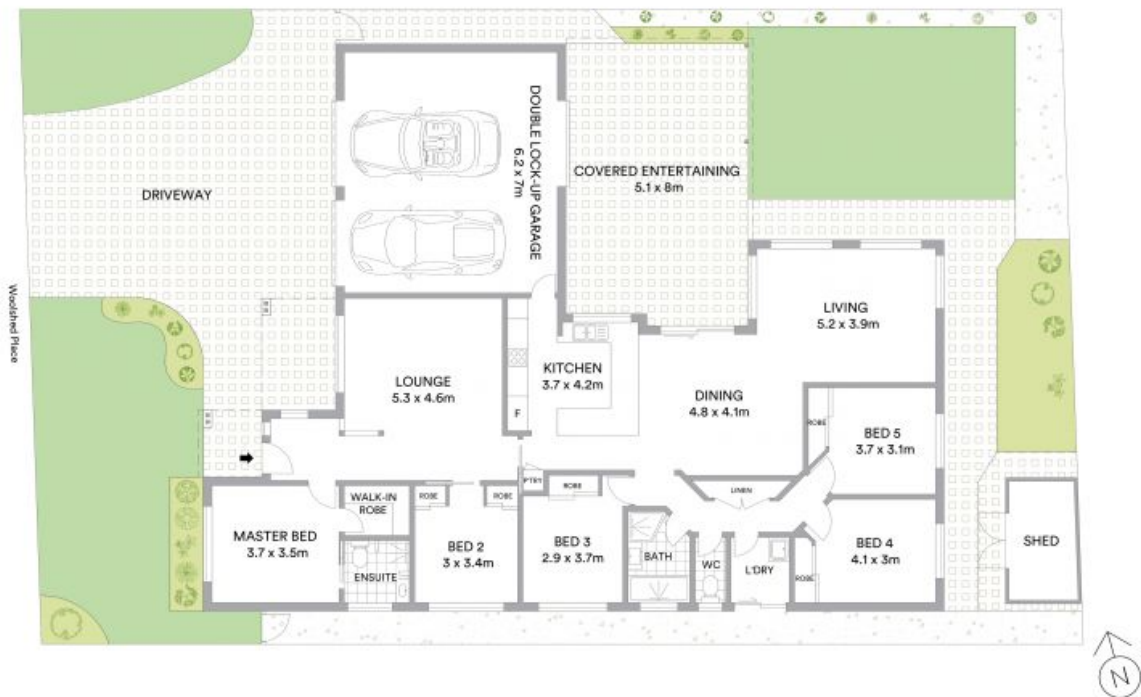 DOUBLE LOCK-UP GARAGE
6.2 x 7m
COVERED ENTERTAINING
5.1 x 8m
DRIVEWAY
Woolshed Place
LIVING
5.2 x 3.9m
LOUNGE
5.3 x 4.6m
KITCHEN
3.7 x 4.2m
F
DINING
4.8 x 4.1m
ROBE
BED 5
3.7 x 3.1m
PTRY
ROBE
LINEN
WALK-IN
ROBE
ROBE
ROBE
MASTER BED
3.7 x 3.5m
ENSUITE
BED 2
3 x 3.4m
BED 3
2.9 x 3.7m
BATH
WC
L'DRY
ROBE
BED 4
4.1 x 3m
SHED
N